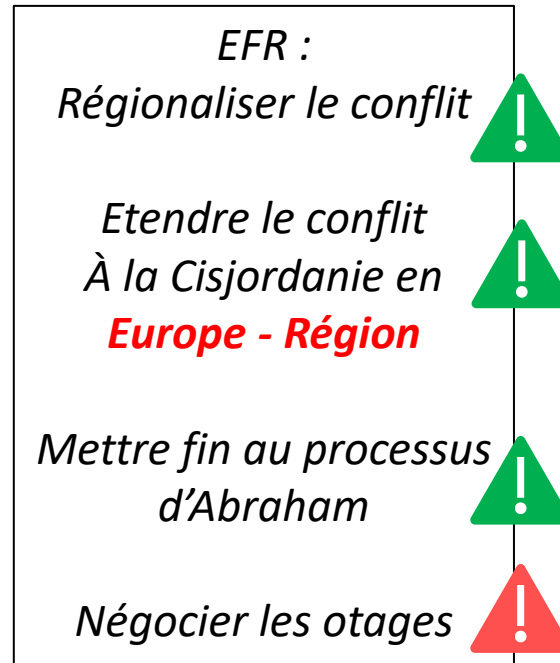 EFR :
Régionaliser le conflit
Etendre le conflit
À la Cisjordanie en
Europe - Région
Mettre fin au processus
d’Abraham
Négocier les otages